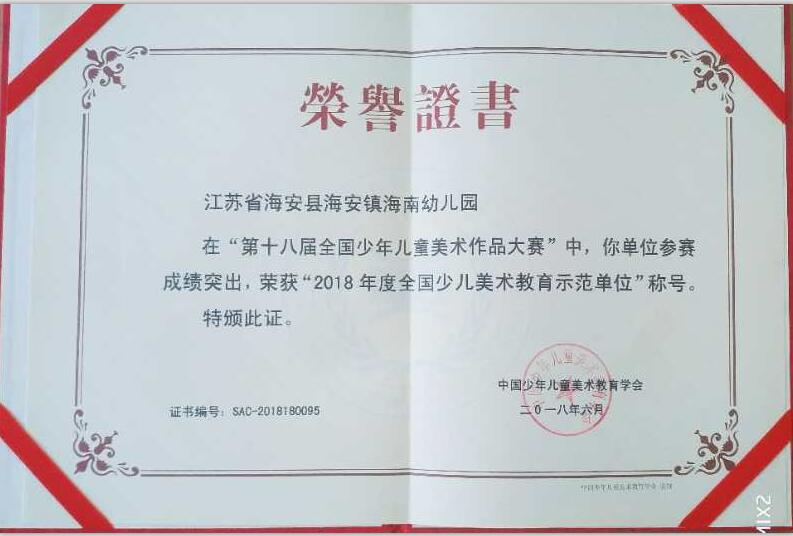 榮譽證書
江苏省海安县海安镇海南幼儿园
在“第十八届全国少年儿童美术作品大赛”中，你单位参赛
成绩突出，荣获“2018年度全国少儿美术教育示范单位”称号。
特颁此证。
中国少年儿童美术教育学会
二〇一八年六月
证书编号：SAC-2018180095
MIX2